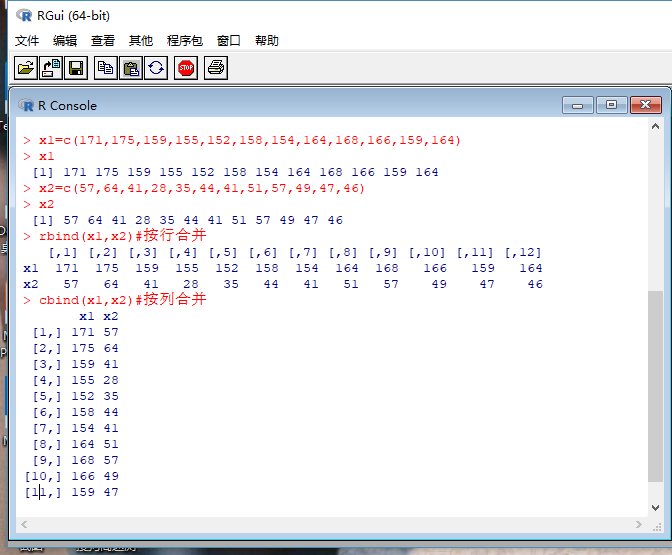 RGui (64-bit)
文件 编辑 查看 其他 程序包 窗口 帮助
STOP
R Console
> x1=c(171,175,159,155,152,158,154,164,168,166,159,164)
> x1
 [1] 171 175 159 155 152 158 154 164 168 166 159 164
> x2=c(57,64,41,28,35,44,41,51,57,49,47,46)
> x2
 [1] 57 64 41 28 35 44 41 51 57 49 47 46
> rbind(x1,x2)#按行合并
   [,1] [,2] [,3] [,4] [,5] [,6] [,7] [,8] [,9] [,10] [,11] [,12]
x1  171  175  159  155  152  158  154  164  168   166   159   164
x2   57   64   41   28   35   44   41   51   57    49    47    46
> cbind(x1,x2)#按列合并
       x1 x2
 [1,] 171 57
 [2,] 175 64
 [3,] 159 41
 [4,] 155 28
 [5,] 152 35
 [6,] 158 44
 [7,] 154 41
 [8,] 164 51
 [9,] 168 57
[10,] 166 49
[11,] 159 47